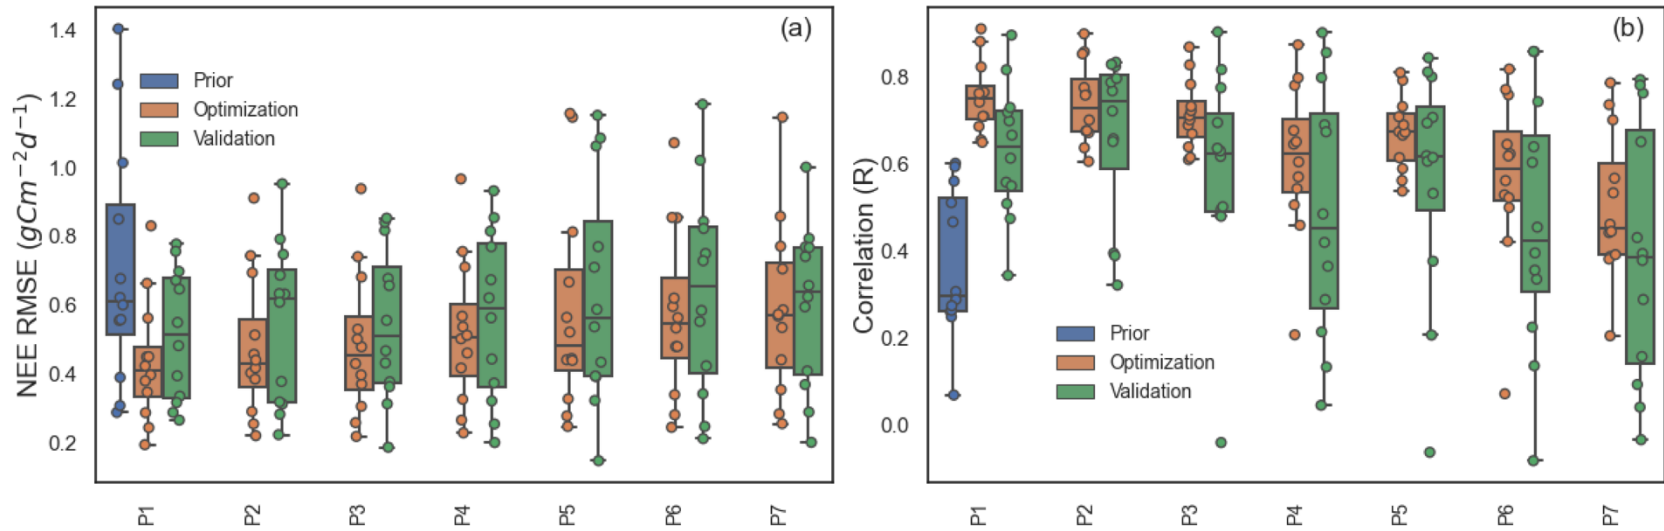 NEE RMSE (gCm⁻²d⁻¹)
1.4
1.2
1.0
0.8
0.6
0.4
0.2
(a)
Prior
Optimization
Validation
P1
P2
P3
P4
P5
P6
P7
Correlation (R)
0.8
0.6
0.4
0.2
0.0
(b)
Prior
Optimization
Validation
P1
P2
P3
P4
P5
P6
P7